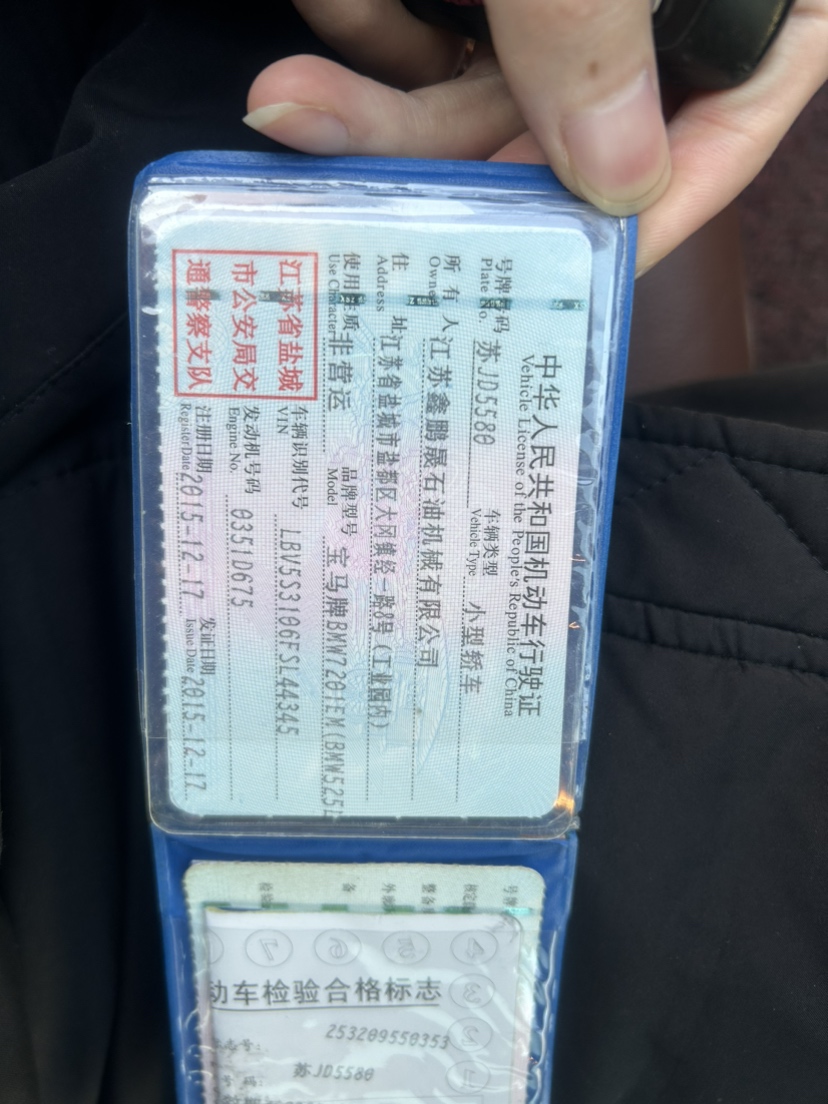 中华人民共和国机动车行驶证
Vehicle License of the People's Republic of China
号牌号码 苏JD5580 车辆类型 小型轿车
Plate No. Vehicle Type
所有人 江苏鑫鹏晟石油机械有限公司
Owner
住址 江苏省盐城市盐都区大冈镇经一路8号(工业园内)
Address
使用性质 非营运 品牌型号 宝马牌BMW7201EM(BMW525L
Use Character Model
江苏省盐城
市公安局交
通警察支队
车辆识别代号 LBV5S3106FSL44345
VIN
发动机号码 0351D675
Engine No.
注册日期 2015-12-17 发证日期 2015-12-17
Register Date Issue Date
号牌
动车检验合格标志
253209550353
苏JD5580